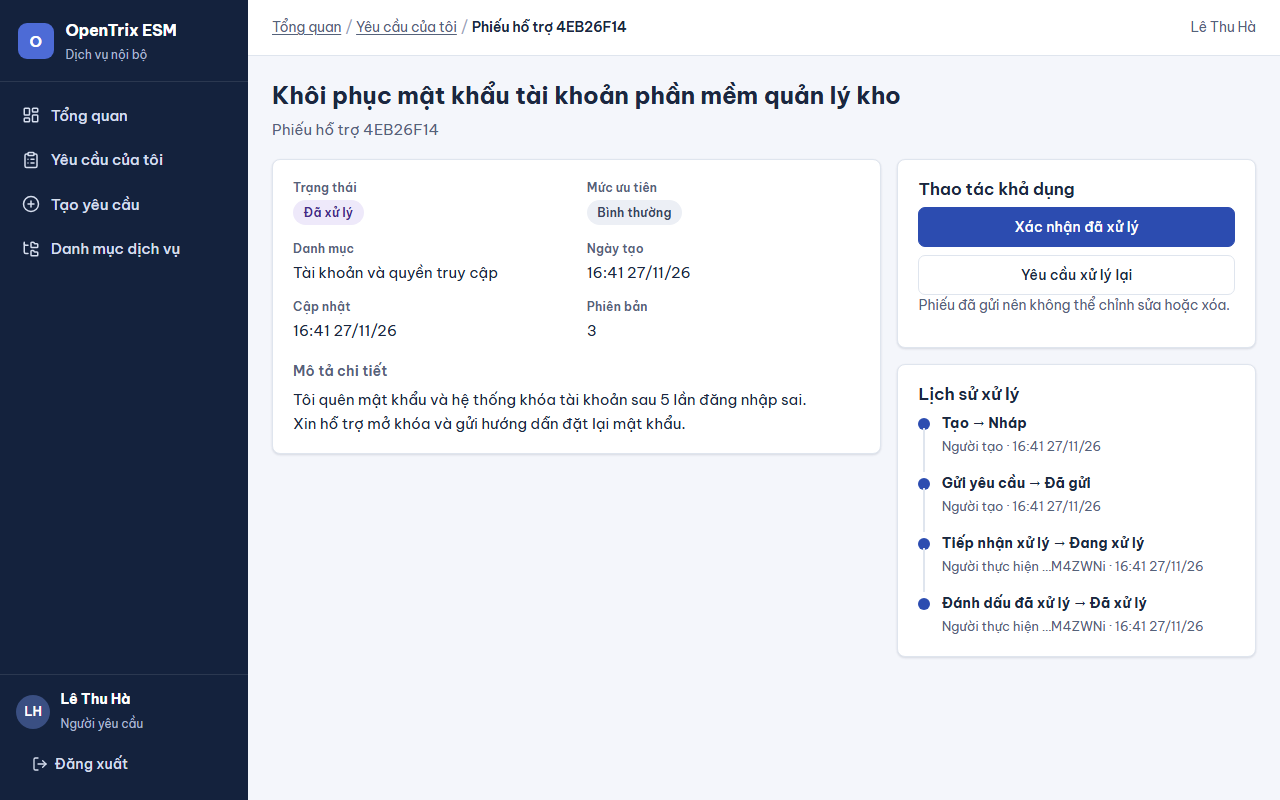 O
OpenTrix ESM
Dịch vụ nội bộ
Tổng quan
Yêu cầu của tôi
Tạo yêu cầu
Danh mục dịch vụ
LH
Lê Thu Hà
Người yêu cầu
Đăng xuất
Tổng quan / Yêu cầu của tôi / Phiếu hỗ trợ 4EB26F14
Lê Thu Hà
Khôi phục mật khẩu tài khoản phần mềm quản lý kho
Phiếu hỗ trợ 4EB26F14
Trạng thái
Đã xử lý
Mức ưu tiên
Bình thường
Danh mục
Tài khoản và quyền truy cập
Ngày tạo
16:41 27/11/26
Cập nhật
16:41 27/11/26
Phiên bản
3
Mô tả chi tiết
Tôi quên mật khẩu và hệ thống khóa tài khoản sau 5 lần đăng nhập sai.
Xin hỗ trợ mở khóa và gửi hướng dẫn đặt lại mật khẩu.
Thao tác khả dụng
Xác nhận đã xử lý
Yêu cầu xử lý lại
Phiếu đã gửi nên không thể chỉnh sửa hoặc xóa.
Lịch sử xử lý
Tạo → Nháp
Người tạo · 16:41 27/11/26
Gửi yêu cầu → Đã gửi
Người tạo · 16:41 27/11/26
Tiếp nhận xử lý → Đang xử lý
Người thực hiện …M4ZWNi · 16:41 27/11/26
Đánh dấu đã xử lý → Đã xử lý
Người thực hiện …M4ZWNi · 16:41 27/11/26